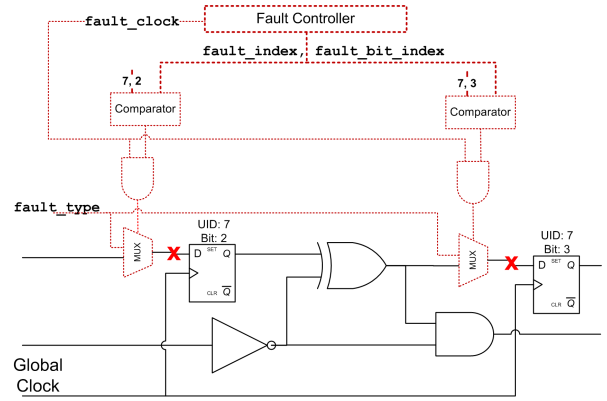 Fault Controller
fault_clock
fault_index, fault_bit_index
7, 2
7, 3
Comparator
Comparator
fault_type
UID: 7
Bit: 2
UID: 7
Bit: 3
MUX
MUX
D SET Q
CLR Q
D SET Q
CLR Q
Global
Clock